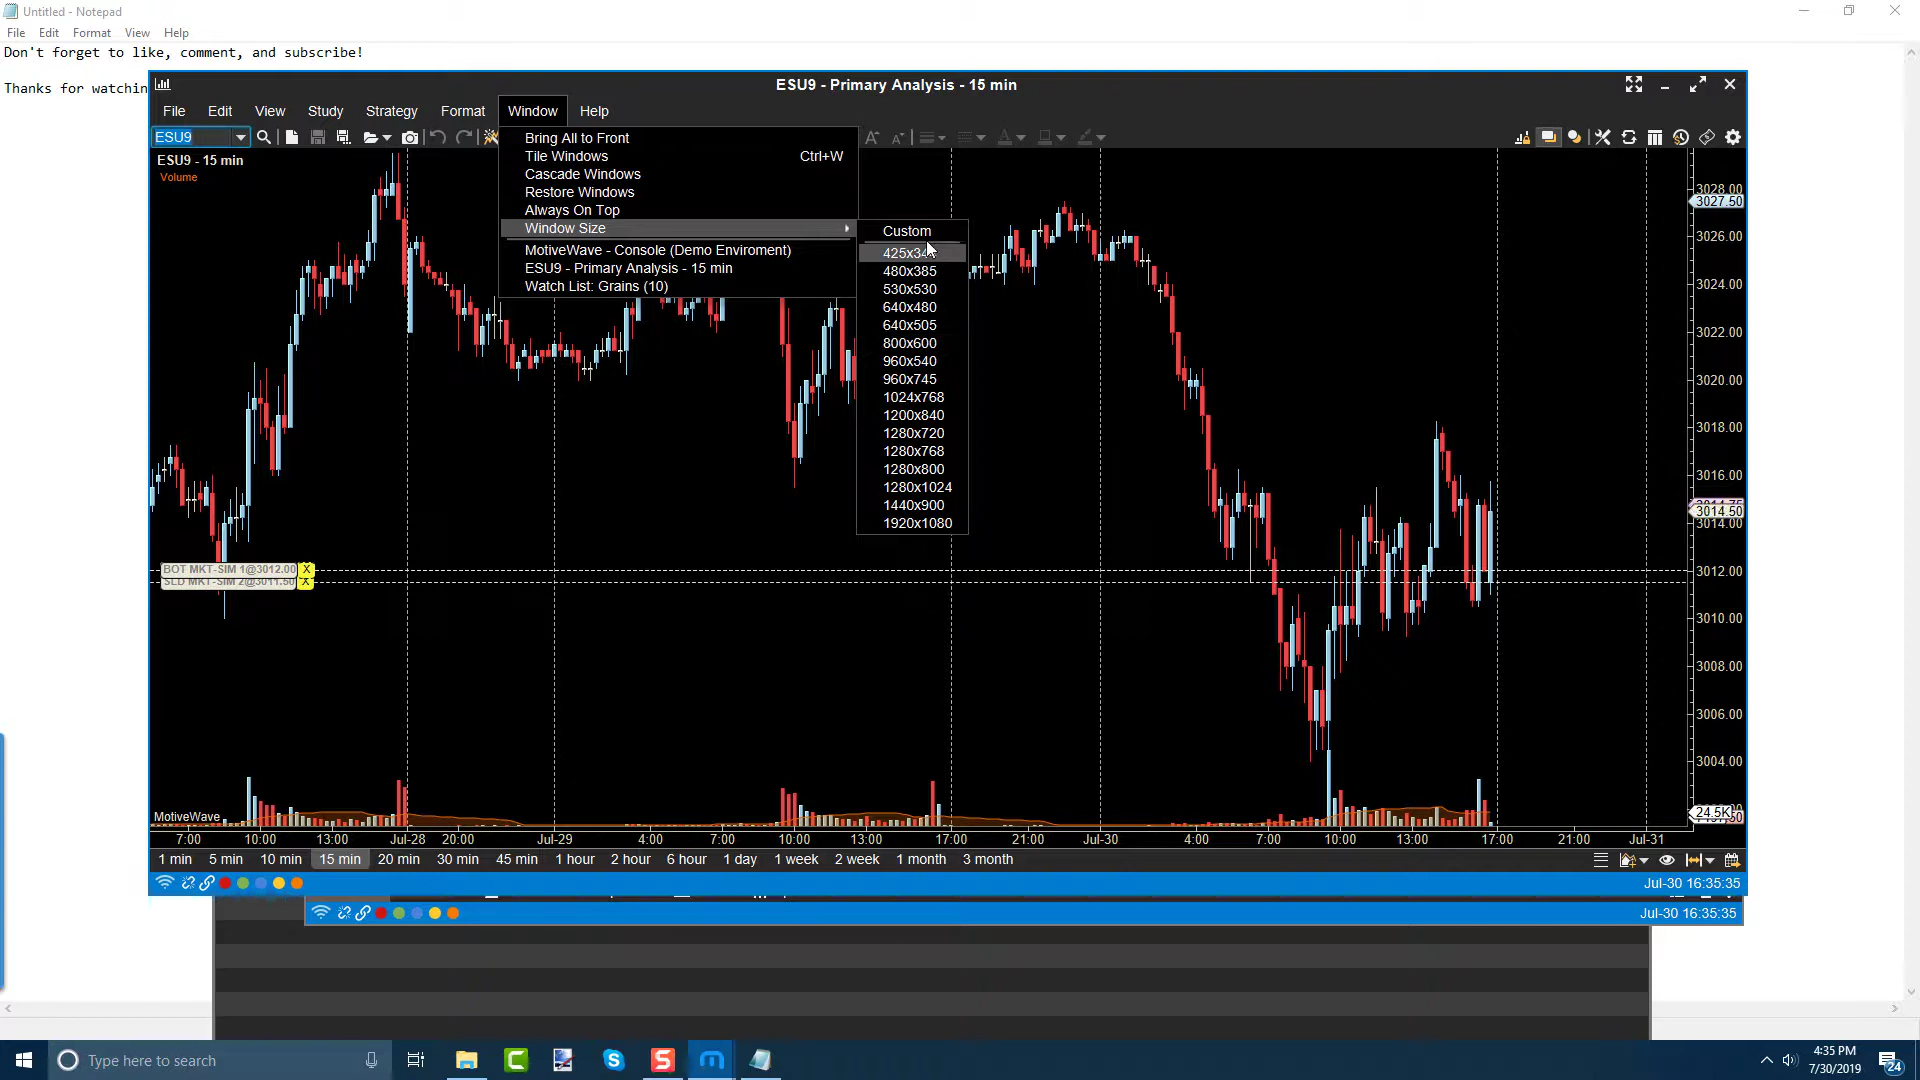 Untitled - Notepad
File Edit Format View Help
Don't forget to like, comment, and subscribe!
Thanks for watchin
ESU9 - Primary Analysis - 15 min
File Edit View Study Strategy Format Window Help
ESU9
ESU9 - 15 min
Volume
Bring All to Front
Tile Windows Ctrl+W
Cascade Windows
Restore Windows
Always On Top
Window Size
MotiveWave - Console (Demo Enviroment)
ESU9 - Primary Analysis - 15 min
Watch List: Grains (10)
Custom
480x385
530x530
640x480
640x505
800x600
960x540
960x745
1024x768
1200x840
1280x720
1280x768
1280x800
1280x1024
1440x900
1920x1080
3028.00
3027.50
3026.00
3024.00
3022.00
3020.00
3018.00
3016.00
3014.50
3014.00
3012.00
3010.00
3008.00
3006.00
3004.00
24.5K
BOT MKT-SIM 1@3012.00 X
SLD MKT-SIM 2@3011.50 X
MotiveWave
7:00 10:00 13:00 Jul-28 20:00 Jul-29 4:00 7:00 10:00 13:00 17:00 21:00 Jul-30 4:00 7:00 10:00 13:00 17:00 21:00 Jul-31
1 min 5 min 10 min 15 min 20 min 30 min 45 min 1 hour 2 hour 6 hour 1 day 1 week 2 week 1 month 3 month
Jul-30 16:35:35
Jul-30 16:35:35
Type here to search
4:35 PM
7/30/2019
24